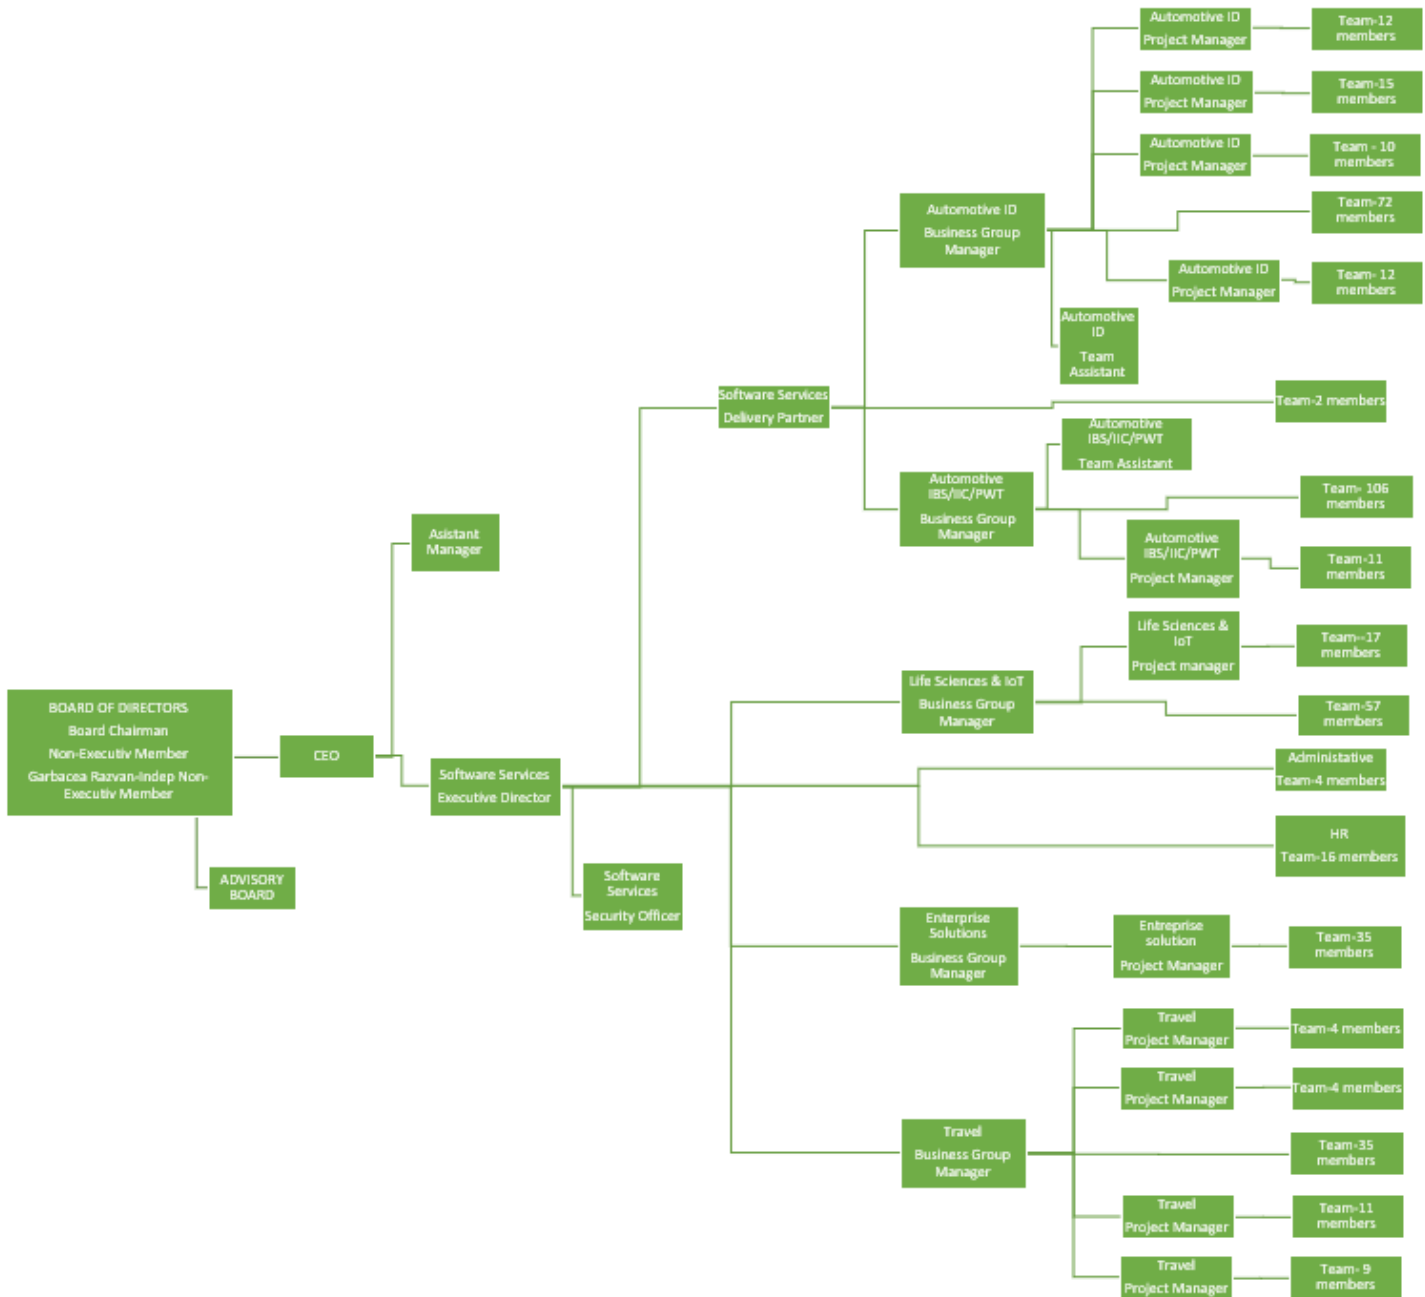 Automotive ID
Project Manager
Team-12
members
Automotive ID
Project Manager
Team-15
members
Automotive ID
Project Manager
Team - 10
members
Automotive ID
Business Group
Manager
Team-72
members
Automotive ID
Project Manager
Team- 12
members
Automotive
ID
Team
Assistant
Software Services
Delivery Partner
Team-2 members
Automotive
IBS/IIC/PWT
Team Assistant
Automotive
IBS/IIC/PWT
Business Group
Manager
Team- 106
members
Automotive
IBS/IIC/PWT
Project Manager
Team-11
members
Asistant
Manager
Life Sciences &
IoT
Project manager
Team--17
members
Life Sciences & IoT
Business Group
Manager
Team-57
members
BOARD OF DIRECTORS
Board Chairman
Non-Executiv Member
Garbacea Razvan-Indep Non-
Executiv Member
CEO
Software Services
Executive Director
Administative
Team-4 members
HR
Team-16 members
ADVISORY
BOARD
Software
Services
Security Officer
Enterprise
Solutions
Business Group
Manager
Entreprise
solution
Project Manager
Team-35
members
Travel
Project Manager
Team-4 members
Travel
Project Manager
Team-4 members
Travel
Business Group
Manager
Team-35
members
Travel
Project Manager
Team-11
members
Travel
Project Manager
Team- 9
members